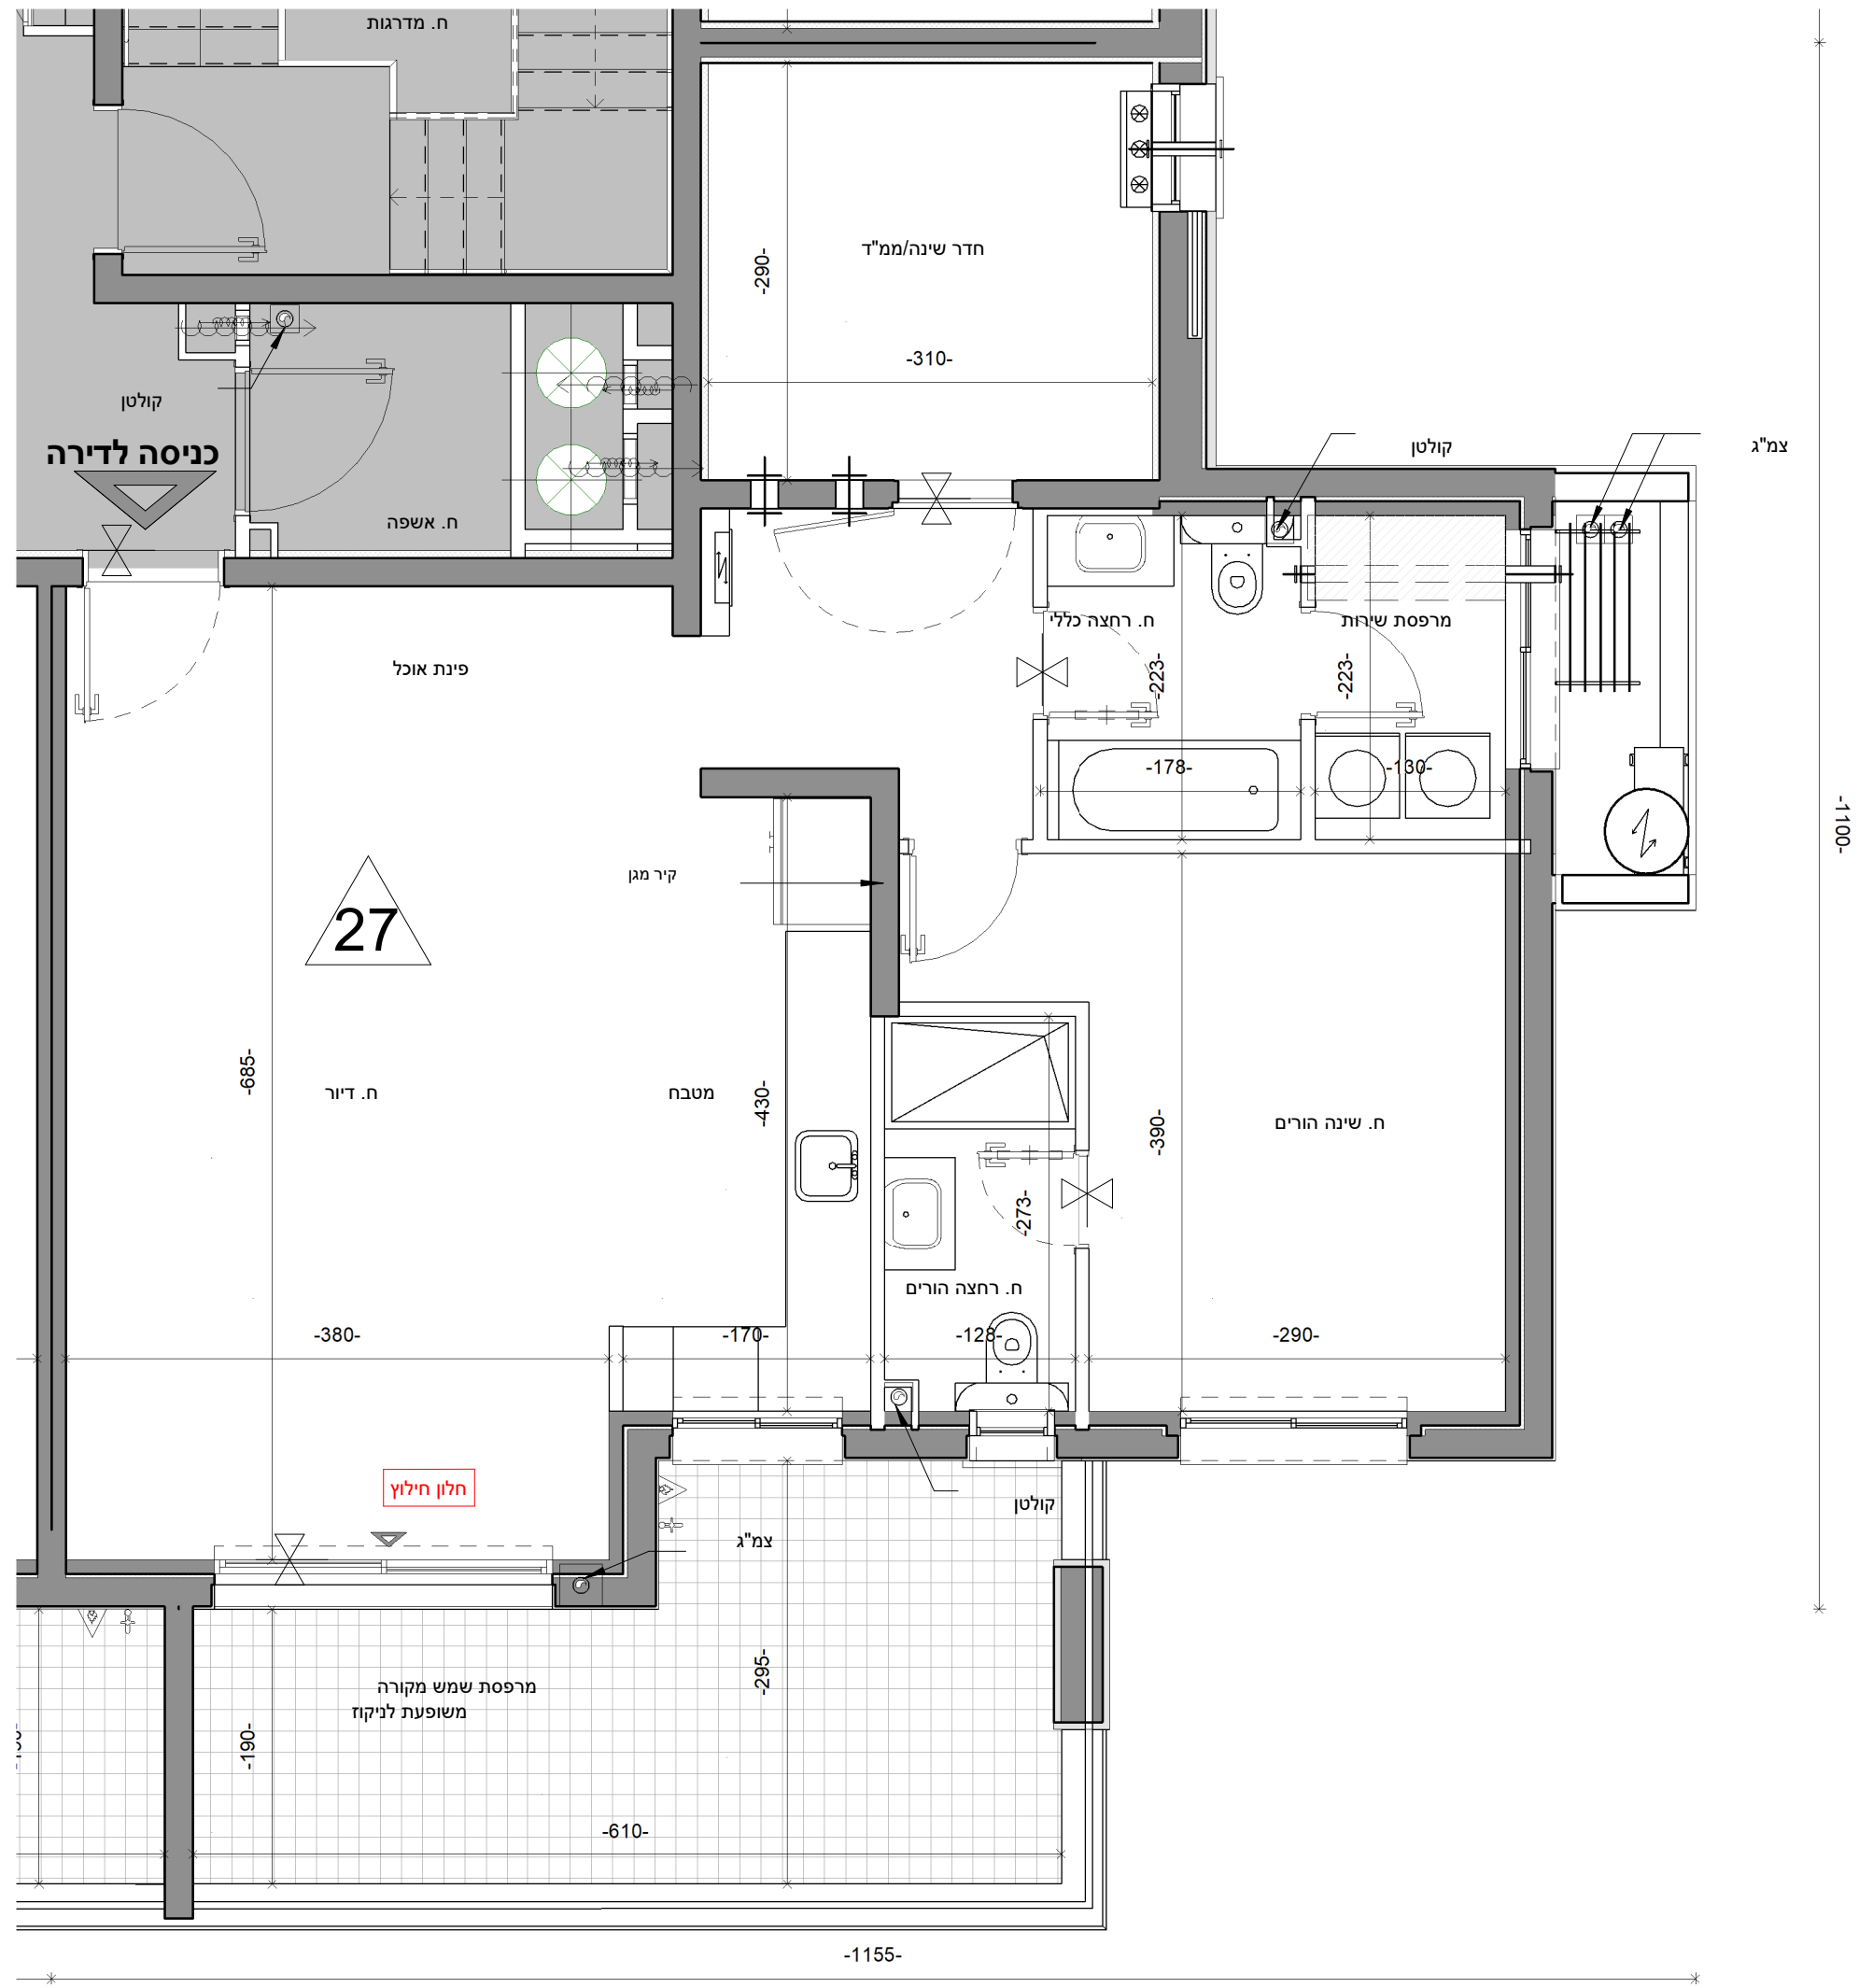 ח. מדרגות
חדר שינה/ממ"ד
-290-
-310-
קולטן
כניסה לדירה
ח. אשפה
קולטן
צמ"ג
ח. רחצה כללי
מרפסת שירות
-223-
-223-
פינת אוכל
-178-
-130-
-1100-
קיר מגן
27
-685-
ח. דיור
מטבח
-430-
-390-
ח. שינה הורים
-273-
ח. רחצה הורים
-380-
-170-
-128-
-290-
חלון חילוץ
קולטן
צמ"ג
-295-
מרפסת שמש מקורה
משופעת לניקוז
-190-
-610-
-1155-